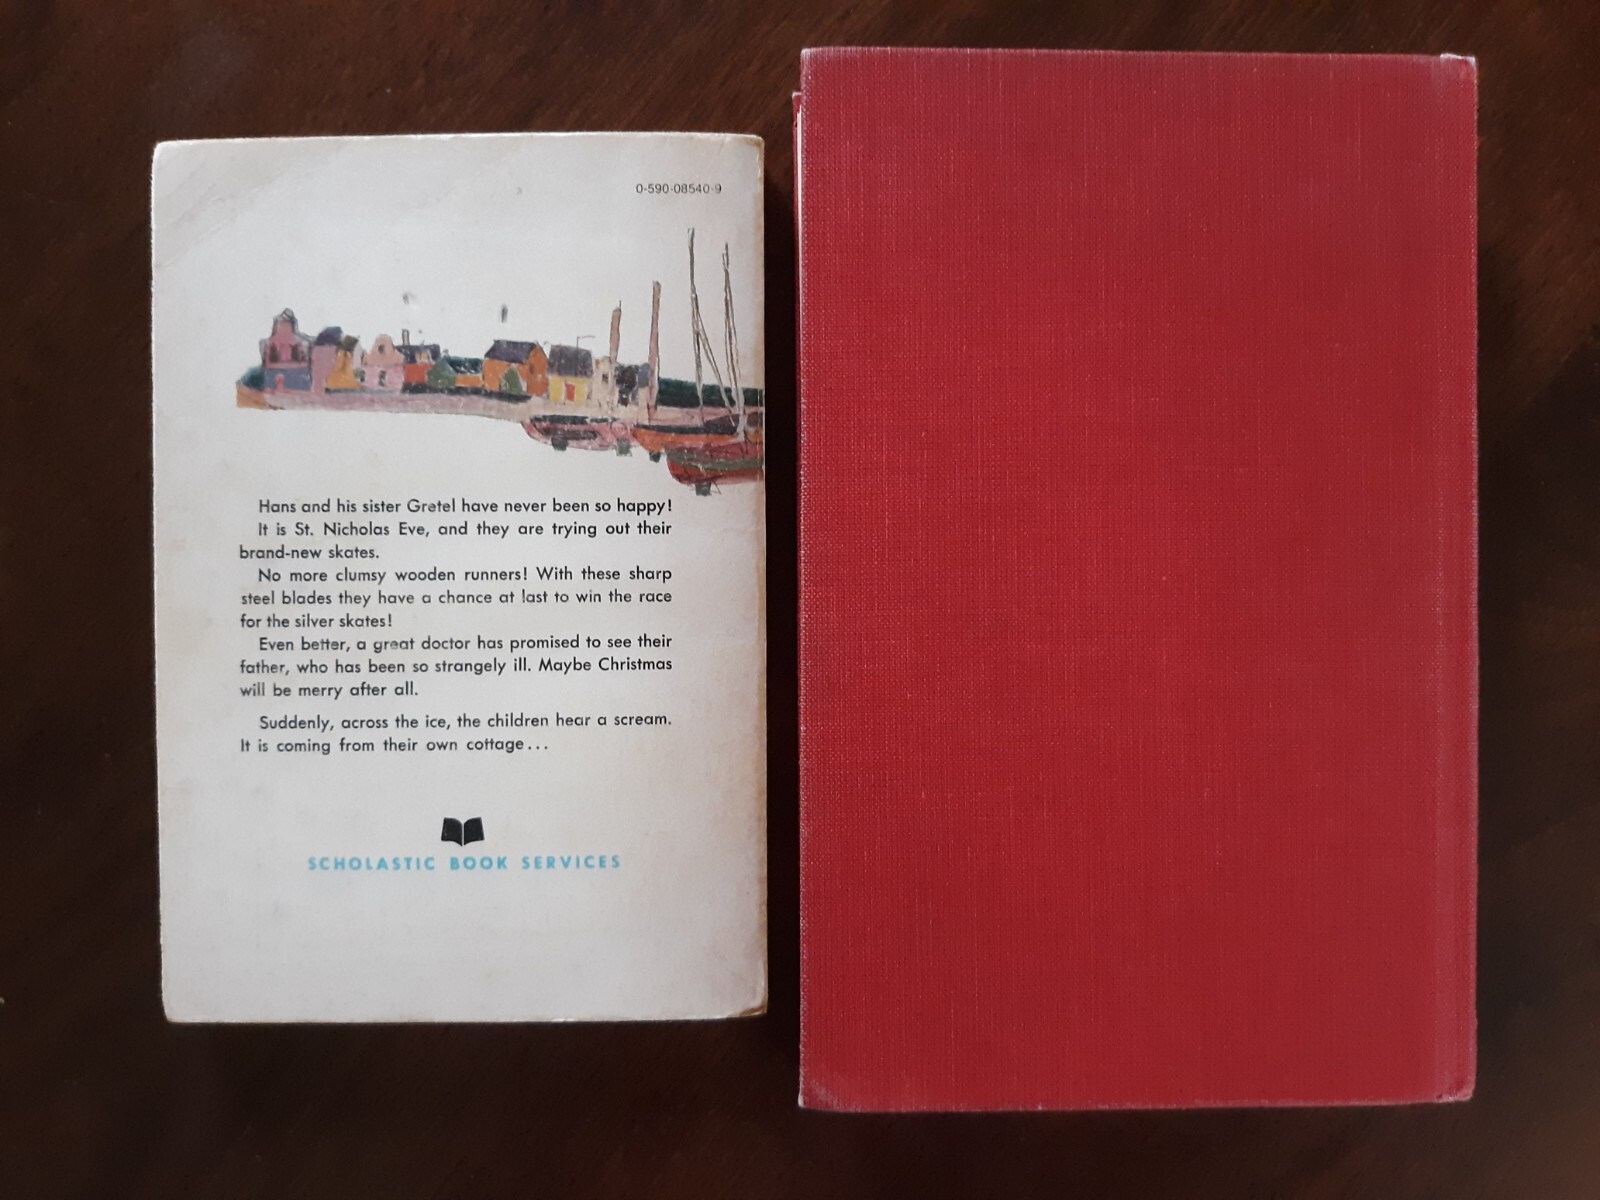 0-590-08540-9
Hans and his sister Gretel have never been so happy!
It is St. Nicholas Eve, and they are trying out their
brand-new skates.
No more clumsy wooden runners! With these sharp
steel blades they have a chance at last to win the race
for the silver skates!
Even better, a great doctor has promised to see their
father, who has been so strangely ill. Maybe Christmas
will be merry after all.
Suddenly, across the ice, the children hear a scream.
It is coming from their own cottage...
SCHOLASTIC BOOK SERVICES